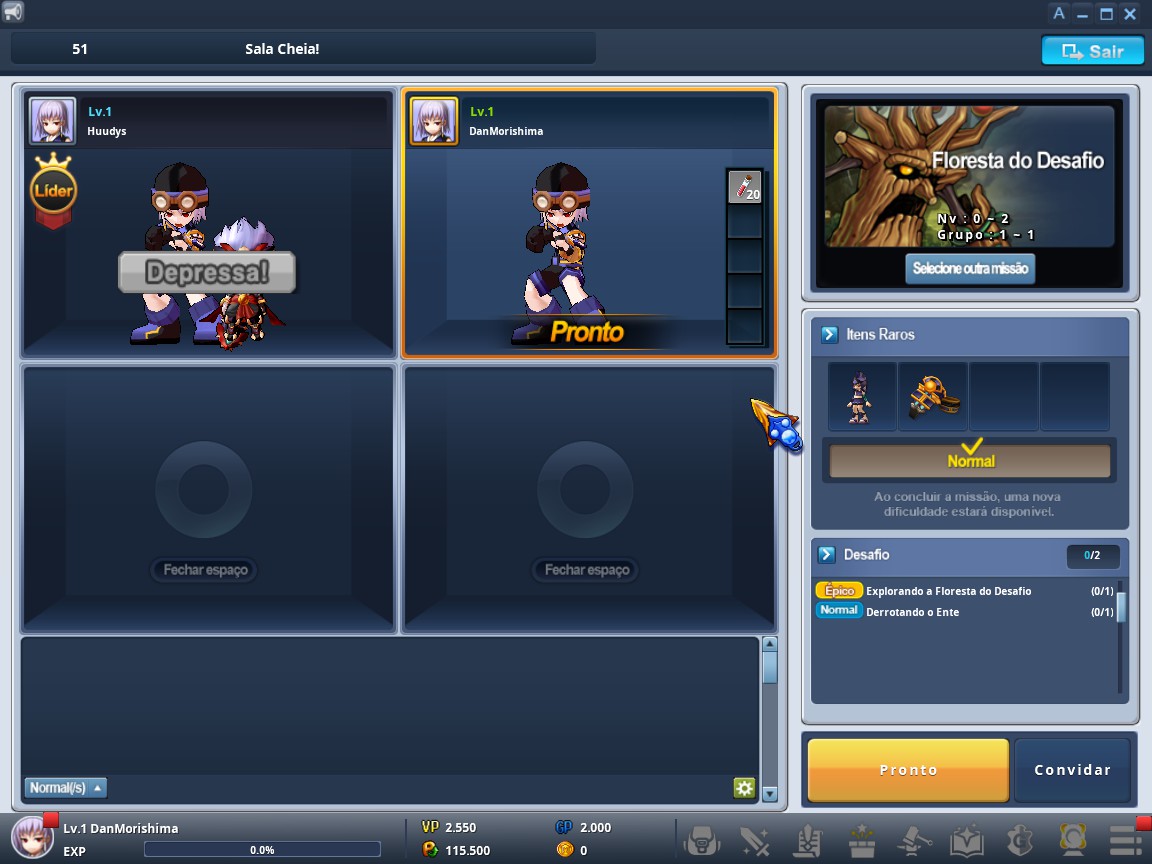 A
51
Sala Cheia!
Sair
Lv.1
Huudys
Líder
Depressa!
Lv.1
DanMorishima
20
Pronto
Fechar espaço
Fechar espaço
Normal(/s)
Floresta do Desafio
Nv : 0 ~ 2
Grupo : 1 ~ 1
Selecione outra missão
Itens Raros
Normal
Ao concluir a missão, uma nova
dificuldade estará disponível.
Desafio
0/2
Épico Explorando a Floresta do Desafio (0/1)
Normal Derrotando o Ente (0/1)
Pronto
Convidar
Lv.1 DanMorishima
EXP
0.0%
VP 2.550
GP 2.000
115.500
0